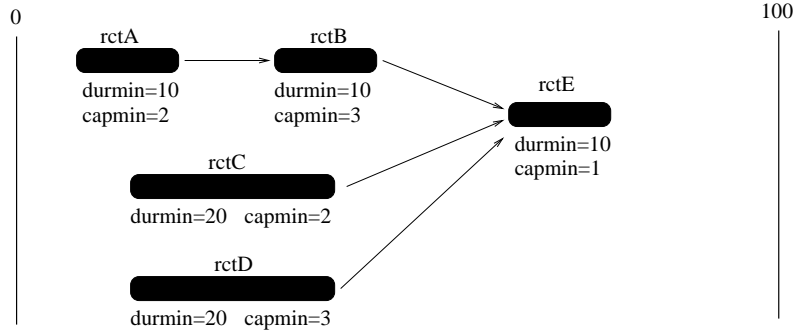 0
100
rctA
rctB
durmin=10
capmin=2
durmin=10
capmin=3
rctE
durmin=10
capmin=1
rctC
durmin=20 capmin=2
rctD
durmin=20 capmin=3